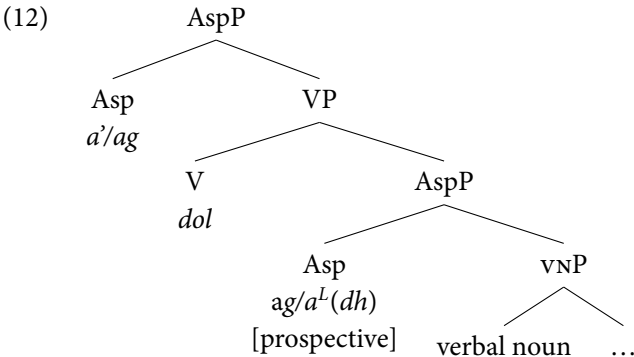 (12) AspP
Asp VP
a’/ag
V AspP
dol
Asp vnP
ag/a^L(dh)
[prospective] verbal noun …